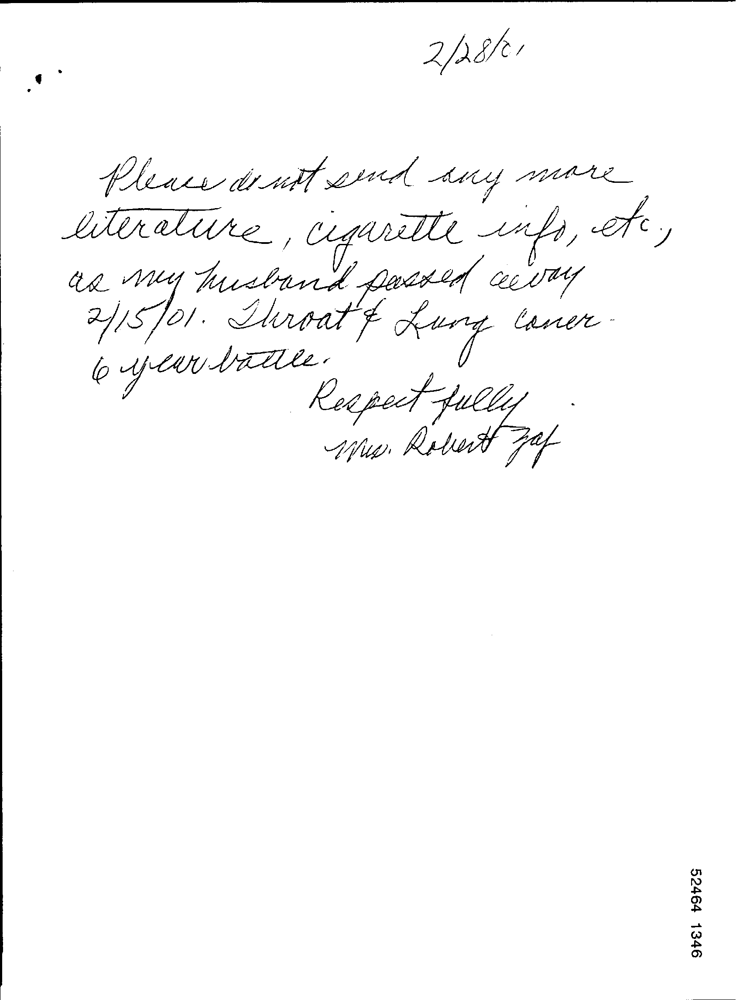 2/28/01
Please do not send any more
literature, cigarette info, etc.,
as my husband passed away
2/15/01. Throat & Lung Caner.
6 year battle.
Respectfully
Mrs. Robert Zaf
52464 1346